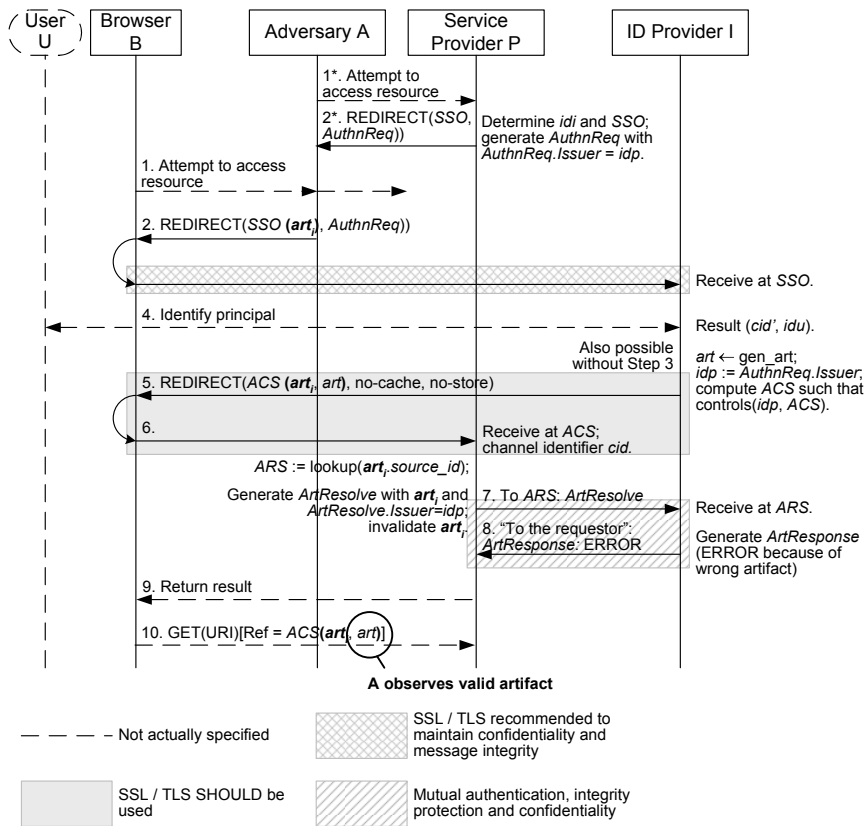 User
U
Browser
B
Adversary A
Service
Provider P
ID Provider I
1*. Attempt to
access resource
2*. REDIRECT(SSO,
AuthnReq))
Determine idi and SSO;
generate AuthnReq with
AuthnReq.Issuer = idp.
1. Attempt to access
resource
2. REDIRECT(SSO (artᵢ), AuthnReq))
Receive at SSO.
4. Identify principal
Result (cid’, idu).
Also possible
without Step 3
art ← gen_art;
idp := AuthnReq.Issuer;
compute ACS such that
controls(idp, ACS).
5. REDIRECT(ACS (artᵢ, art), no-cache, no-store)
6.
Receive at ACS;
channel identifier cid.
ARS := lookup(artᵢ.source_id);
Generate ArtResolve with artᵢ and
ArtResolve.Issuer=idp;
invalidate artᵢ.
7. To ARS: ArtResolve
Receive at ARS.
8. “To the requestor”:
ArtResponse: ERROR
Generate ArtResponse
(ERROR because of
wrong artifact)
9. Return result
10. GET(URI)[Ref = ACS(artᵢ, art)]
A observes valid artifact
Not actually specified
SSL / TLS recommended to
maintain confidentiality and
message integrity
SSL / TLS SHOULD be
used
Mutual authentication, integrity
protection and confidentiality